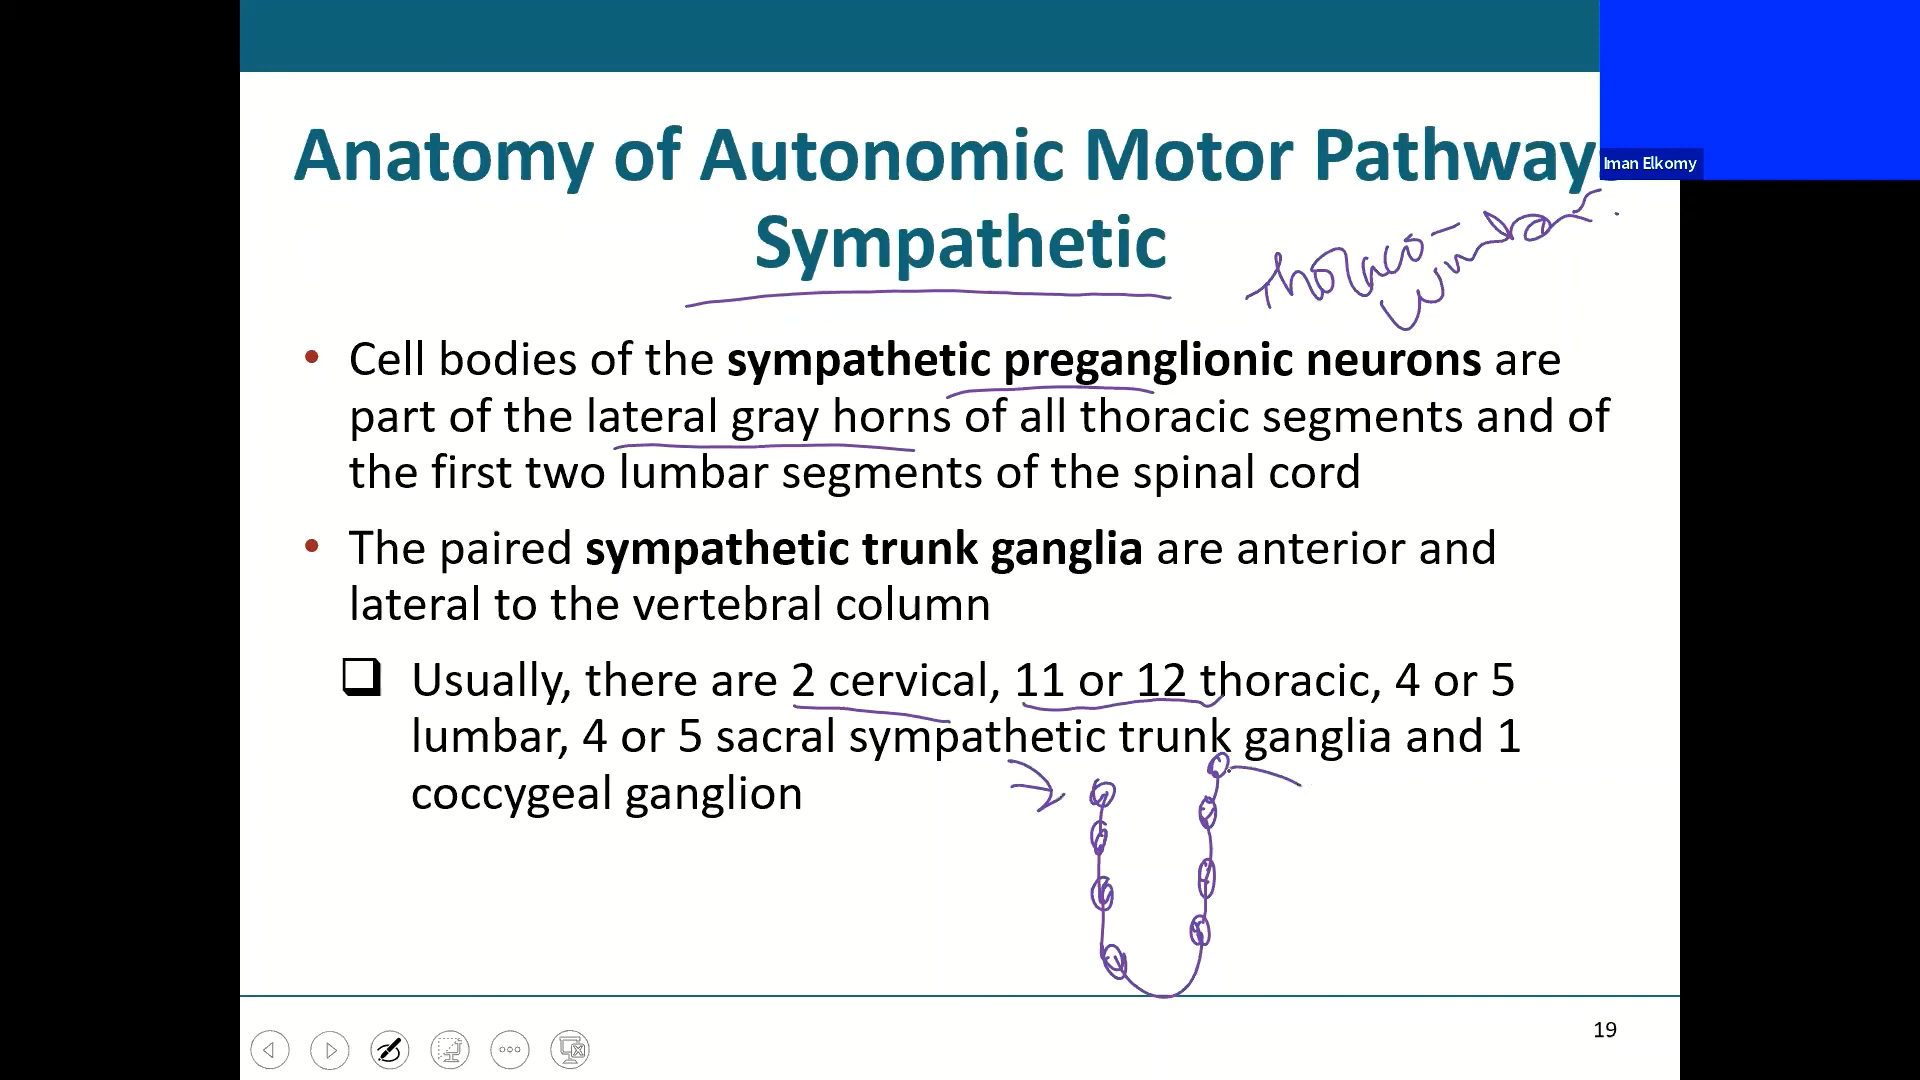 Anatomy of Autonomic Motor Pathway
Iman Elkomy
Sympathetic
Thoraco-
lumbar
• Cell bodies of the sympathetic preganglionic neurons are
part of the lateral gray horns of all thoracic segments and of
the first two lumbar segments of the spinal cord
• The paired sympathetic trunk ganglia are anterior and
lateral to the vertebral column
❑ Usually, there are 2 cervical, 11 or 12 thoracic, 4 or 5
lumbar, 4 or 5 sacral sympathetic trunk ganglia and 1
coccygeal ganglion
19